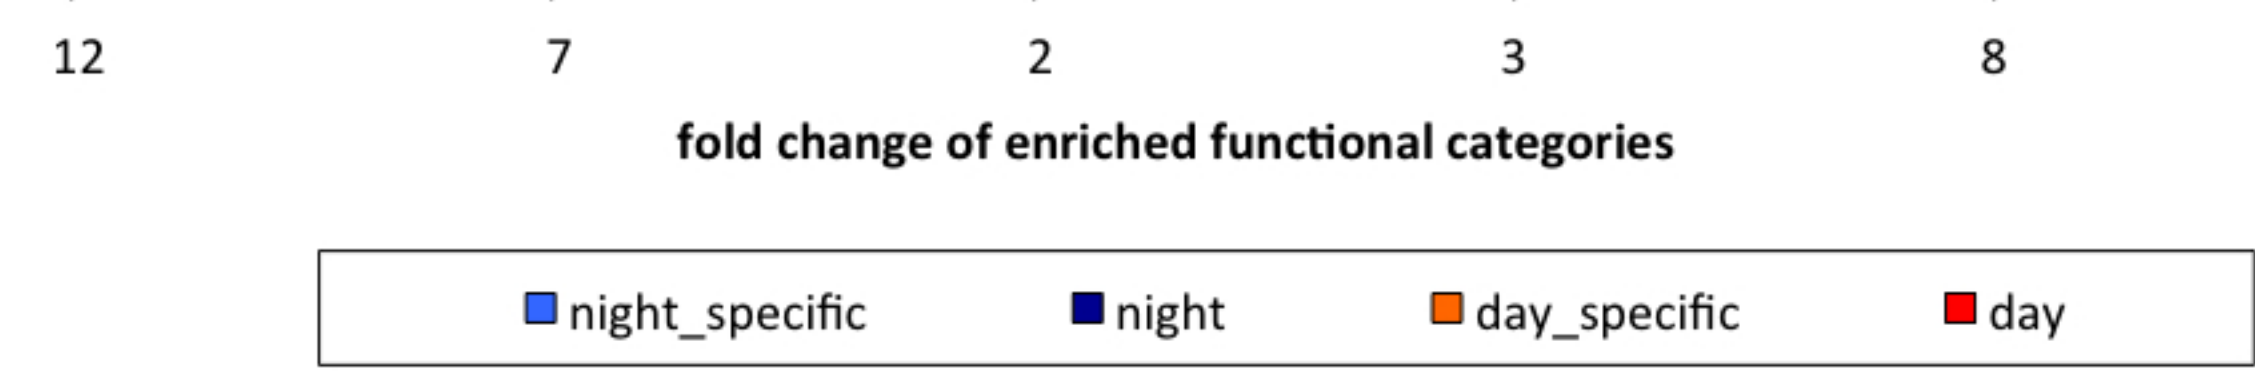 12 7 2 3 8
fold change of enriched functional categories
night_specific night day_specific day